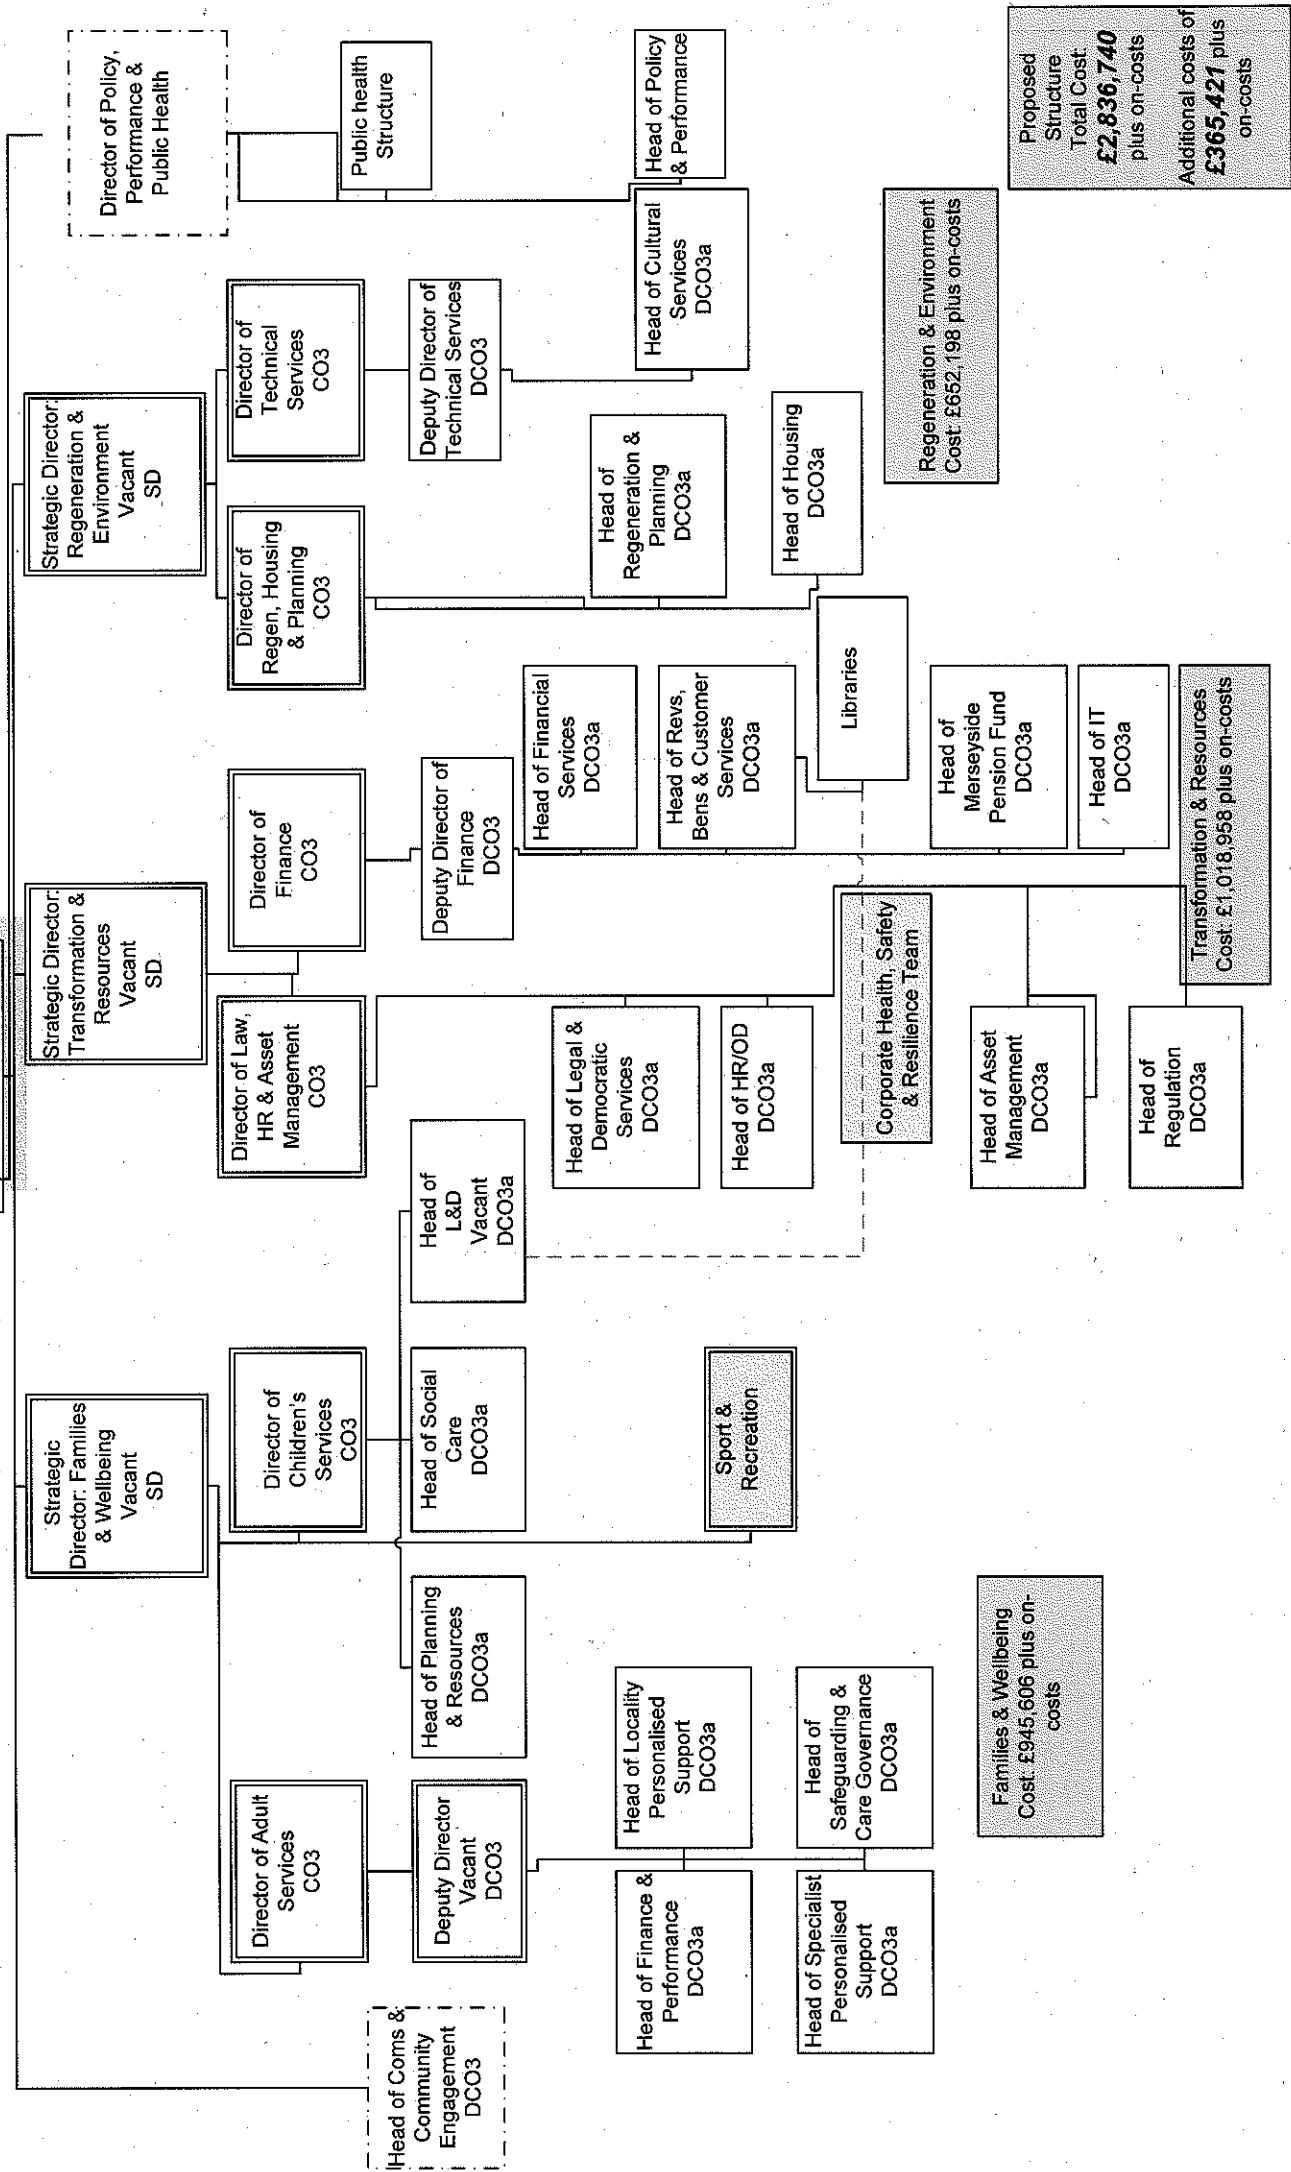 Director of Policy,
Performance &
Public Health
Public health
Structure
Head of Policy
& Performance
Strategic Director:
Regeneration &
Environment
Vacant
SD
Director of
Technical
Services
CO3
Deputy Director of
Technical Services
DCO3
Head of Cultural
Services
DCO3a
Director of
Regen, Housing
& Planning
CO3
Head of
Regeneration &
Planning
DCO3a
Head of Housing
DCO3a
Regeneration & Environment
Cost: £652,198 plus on-costs
Proposed
Structure
Total Cost:
£2,836,740
plus on-costs
Additional costs of
£365,421 plus
on-costs
Strategic Director:
Transformation &
Resources
Vacant
SD
Director of
Finance
CO3
Deputy Director of
Finance
DCO3
Head of Financial
Services
DCO3a
Head of Revs,
Bens & Customer
Services
DCO3a
Libraries
Head of
Merseyside
Pension Fund
DCO3a
Head of IT
DCO3a
Director of Law,
HR & Asset
Management
CO3
Head of Legal &
Democratic
Services
DCO3a
Head of HR/OD
DCO3a
Corporate Health, Safety
& Resilience Team
Head of Asset
Management
DCO3a
Head of
Regulation
DCO3a
Transformation & Resources
Cost: £1,018,958 plus on-costs
Strategic
Director: Families
& Wellbeing
Vacant
SD
Director of
Children's
Services
CO3
Head of
L&D
Vacant
DCO3a
Head of Social
Care
DCO3a
Head of Planning
& Resources
DCO3a
Sport &
Recreation
Director of Adult
Services
CO3
Deputy Director
Vacant
DCO3
Head of Locality
Personalised
Support
DCO3a
Head of Finance &
Performance
DCO3a
Head of
Safeguarding &
Care Governance
DCO3a
Head of Specialist
Personalised
Support
DCO3a
Families & Wellbeing
Cost: £945,606 plus on-
costs
Head of Coms &
Community
Engagement
DCO3